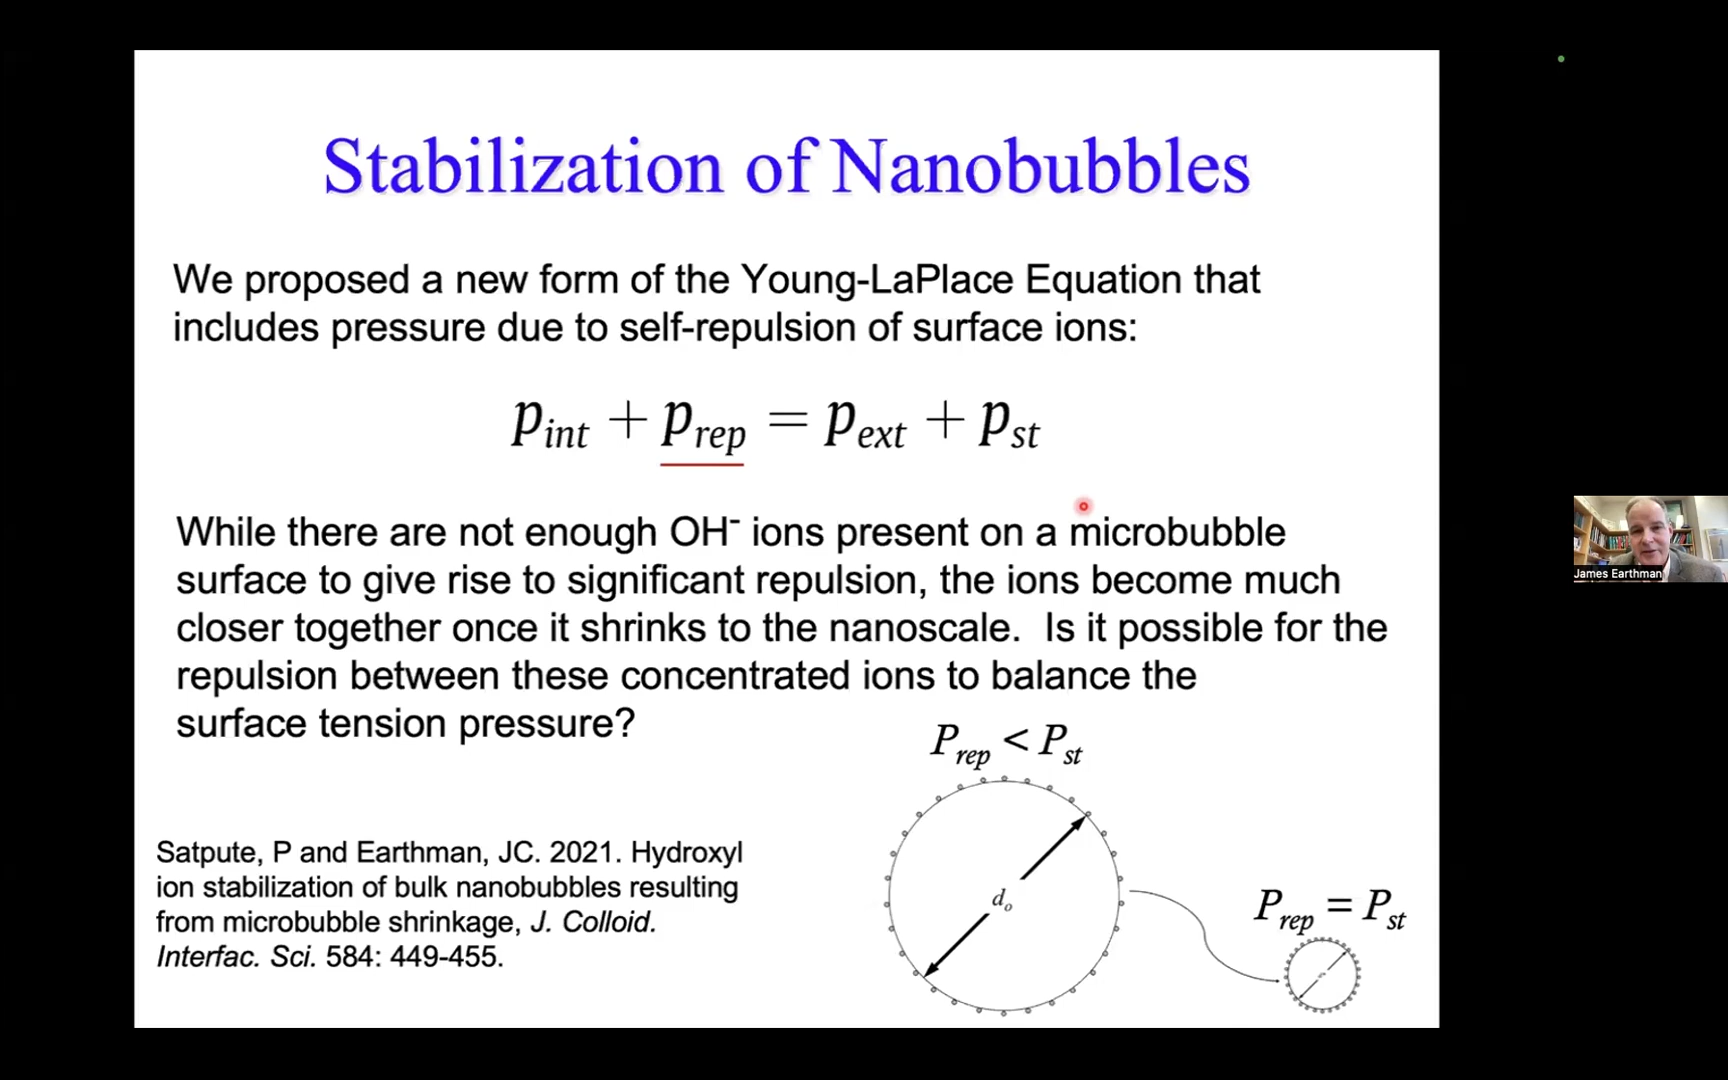 Stabilization of Nanobubbles
We proposed a new form of the Young-LaPlace Equation that
includes pressure due to self-repulsion of surface ions:
p_int + p_rep = p_ext + p_st
While there are not enough OH⁻ ions present on a microbubble
surface to give rise to significant repulsion, the ions become much
closer together once it shrinks to the nanoscale. Is it possible for the
repulsion between these concentrated ions to balance the
surface tension pressure?
P_rep < P_st
d_o
P_rep = P_st
Satpute, P and Earthman, JC. 2021. Hydroxyl
ion stabilization of bulk nanobubbles resulting
from microbubble shrinkage, J. Colloid.
Interfac. Sci. 584: 449-455.
James Earthman